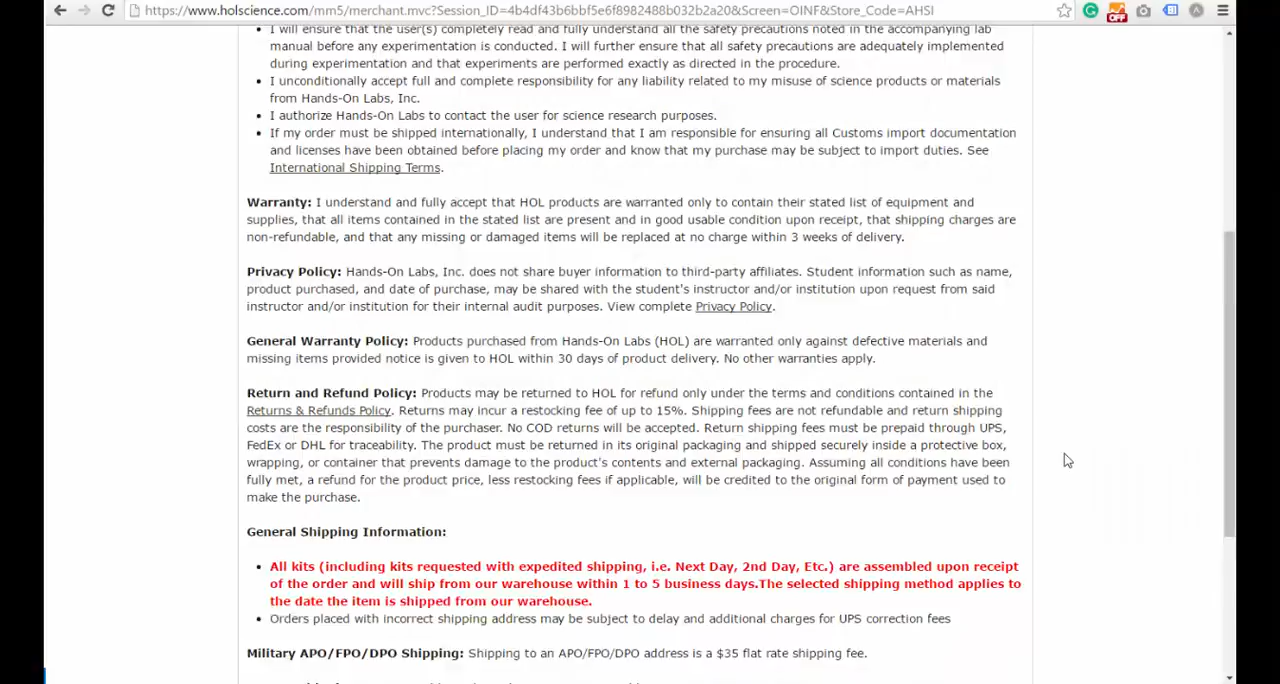 https://www.holscience.com/mm5/merchant.mvc?Session_ID=4b4df43b6bbf5e6f8982488b032b2a20&Screen=OINF&Store_Code=AHSI
OFF
• I will ensure that the user(s) completely read and fully understand all the safety precautions noted in the accompanying lab
manual before any experimentation is conducted. I will further ensure that all safety precautions are adequately implemented
during experimentation and that experiments are performed exactly as directed in the procedure.
• I unconditionally accept full and complete responsibility for any liability related to my misuse of science products or materials
from Hands-On Labs, Inc.
• I authorize Hands-On Labs to contact the user for science research purposes.
• If my order must be shipped internationally, I understand that I am responsible for ensuring all Customs import documentation
and licenses have been obtained before placing my order and know that my purchase may be subject to import duties. See
International Shipping Terms.
Warranty: I understand and fully accept that HOL products are warranted only to contain their stated list of equipment and
supplies, that all items contained in the stated list are present and in good usable condition upon receipt, that shipping charges are
non-refundable, and that any missing or damaged items will be replaced at no charge within 3 weeks of delivery.
Privacy Policy: Hands-On Labs, Inc. does not share buyer information to third-party affiliates. Student information such as name,
product purchased, and date of purchase, may be shared with the student's instructor and/or institution upon request from said
instructor and/or institution for their internal audit purposes. View complete Privacy Policy.
General Warranty Policy: Products purchased from Hands-On Labs (HOL) are warranted only against defective materials and
missing items provided notice is given to HOL within 30 days of product delivery. No other warranties apply.
Return and Refund Policy: Products may be returned to HOL for refund only under the terms and conditions contained in the
Returns & Refunds Policy. Returns may incur a restocking fee of up to 15%. Shipping fees are not refundable and return shipping
costs are the responsibility of the purchaser. No COD returns will be accepted. Return shipping fees must be prepaid through UPS,
FedEx or DHL for traceability. The product must be returned in its original packaging and shipped securely inside a protective box,
wrapping, or container that prevents damage to the product's contents and external packaging. Assuming all conditions have been
fully met, a refund for the product price, less restocking fees if applicable, will be credited to the original form of payment used to
make the purchase.
General Shipping Information:
• All kits (including kits requested with expedited shipping, i.e. Next Day, 2nd Day, Etc.) are assembled upon receipt
of the order and will ship from our warehouse within 1 to 5 business days.The selected shipping method applies to
the date the item is shipped from our warehouse.
• Orders placed with incorrect shipping address may be subject to delay and additional charges for UPS correction fees
Military APO/FPO/DPO Shipping: Shipping to an APO/FPO/DPO address is a $35 flat rate shipping fee.